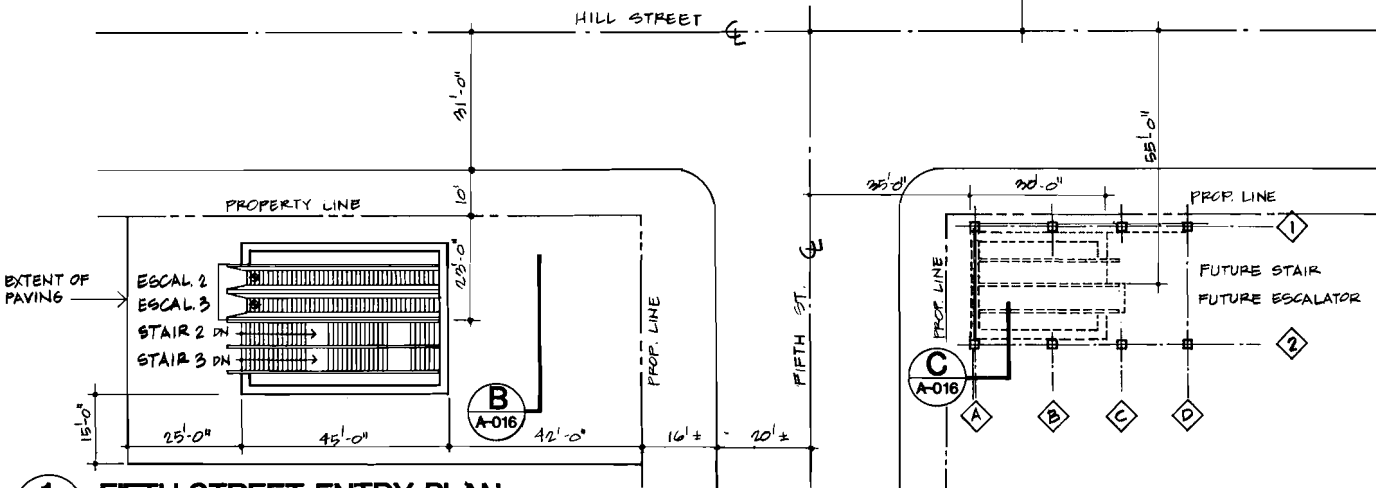 HILL STREET
℄
31'-0"
55'-0"
10'
35'-0"
30'-0"
PROPERTY LINE
PROP. LINE
1
23'-0"
℄
EXTENT OF
PAVING
ESCAL. 2
ESCAL. 3
STAIR 2 DN
STAIR 3 DN
PROP. LINE
FIFTH ST.
PROP. LINE
FUTURE STAIR
FUTURE ESCALATOR
2
C
A-016
B
A-016
A
B
C
D
15'-0"
25'-0"
45'-0"
42'-0"
16' ±
20' ±
1
FIFTH STREET ENTRY PLAN